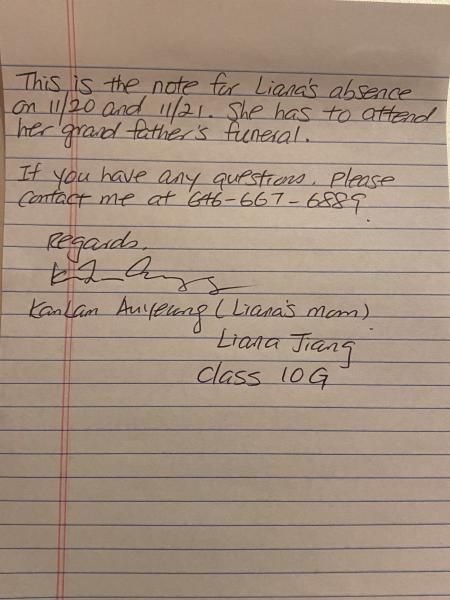 This is the note for Liana's absence
on 11/20 and 11/21. She has to attend
her grand father's funeral.
If you have any questions. Please
contact me at 646-667-6889.
Regards.
KanLam Auyeung (Liana's mom)
Liana Jiang
Class 10G